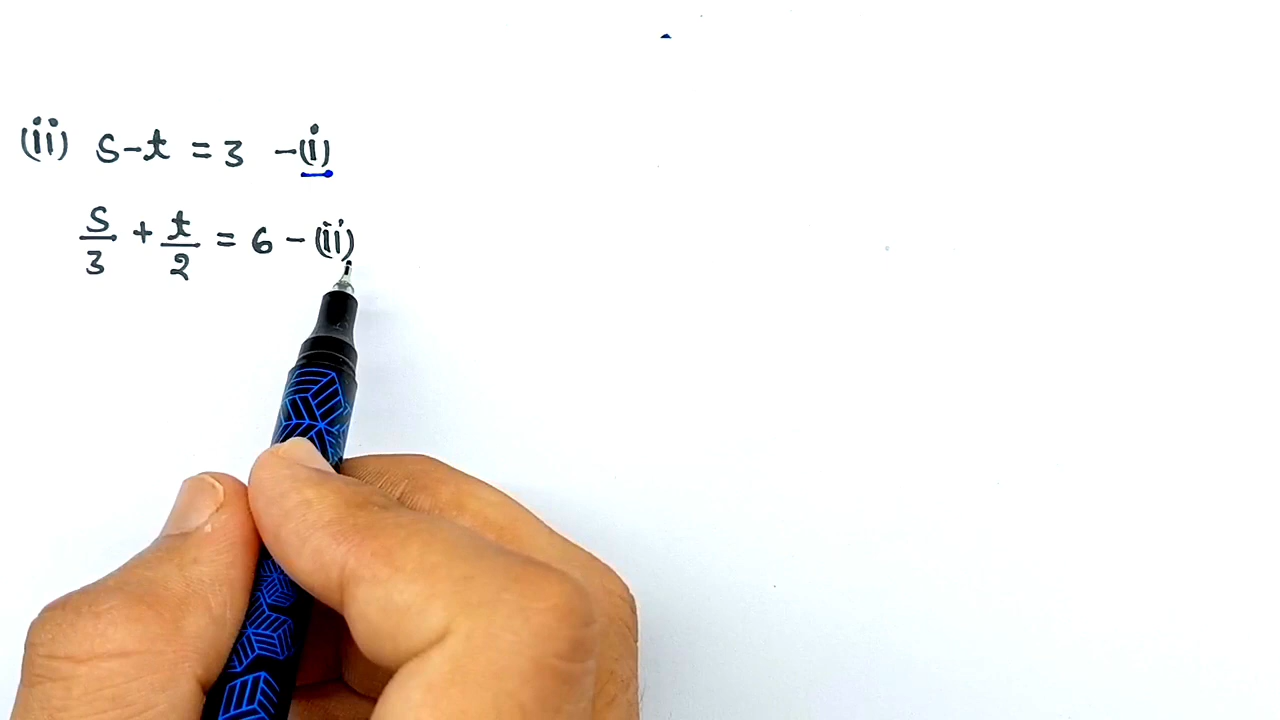 (ii) s-t = 3 -(i)
s/3 + t/2 = 6 - (ii)